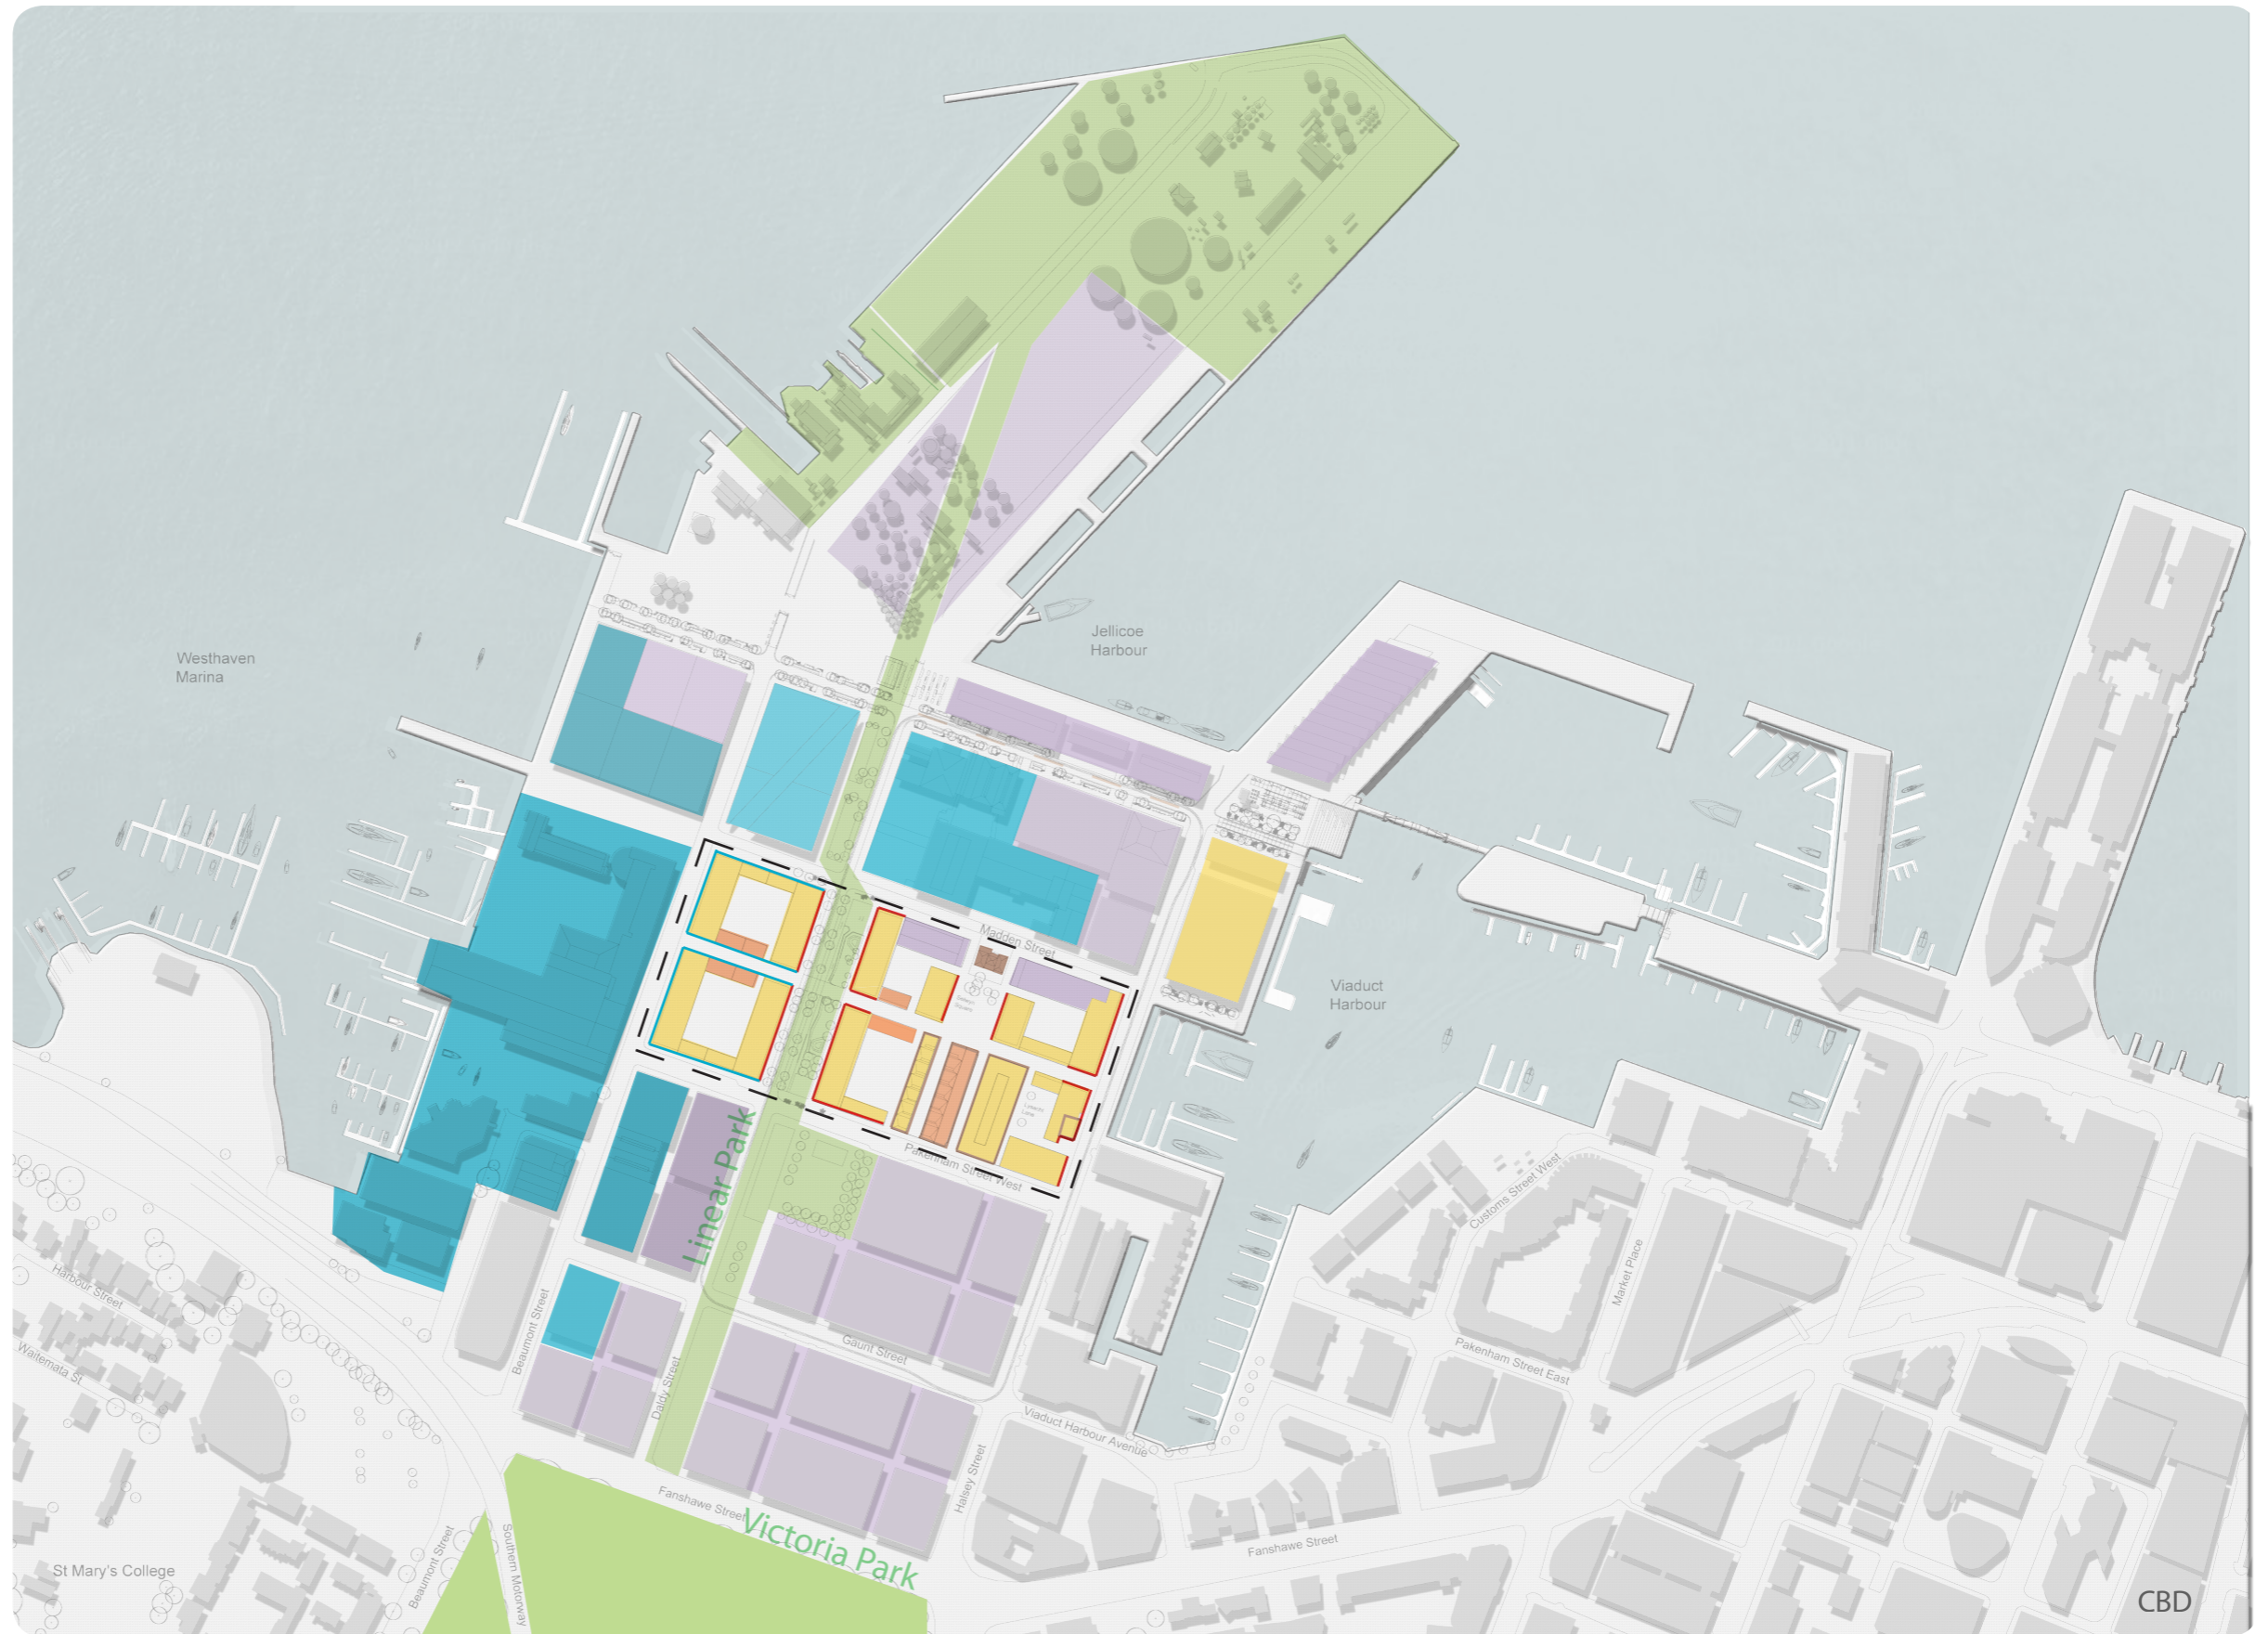 Jellicoe
Harbour
Westhaven
Marina
Madden Street
Viaduct
Harbour
Linear Park
Pakenham Street West
Customs Street West
Market Place
Harbour Street
Beaumont Street
Gaunt Street
Pakenham Street East
Waitemata St
Daldy Street
Viaduct Harbour Avenue
Halsey Street
Fanshawe Street
Victoria Park
Fanshawe Street
Southern Motorway
Beaumont Street
St Mary's College
CBD